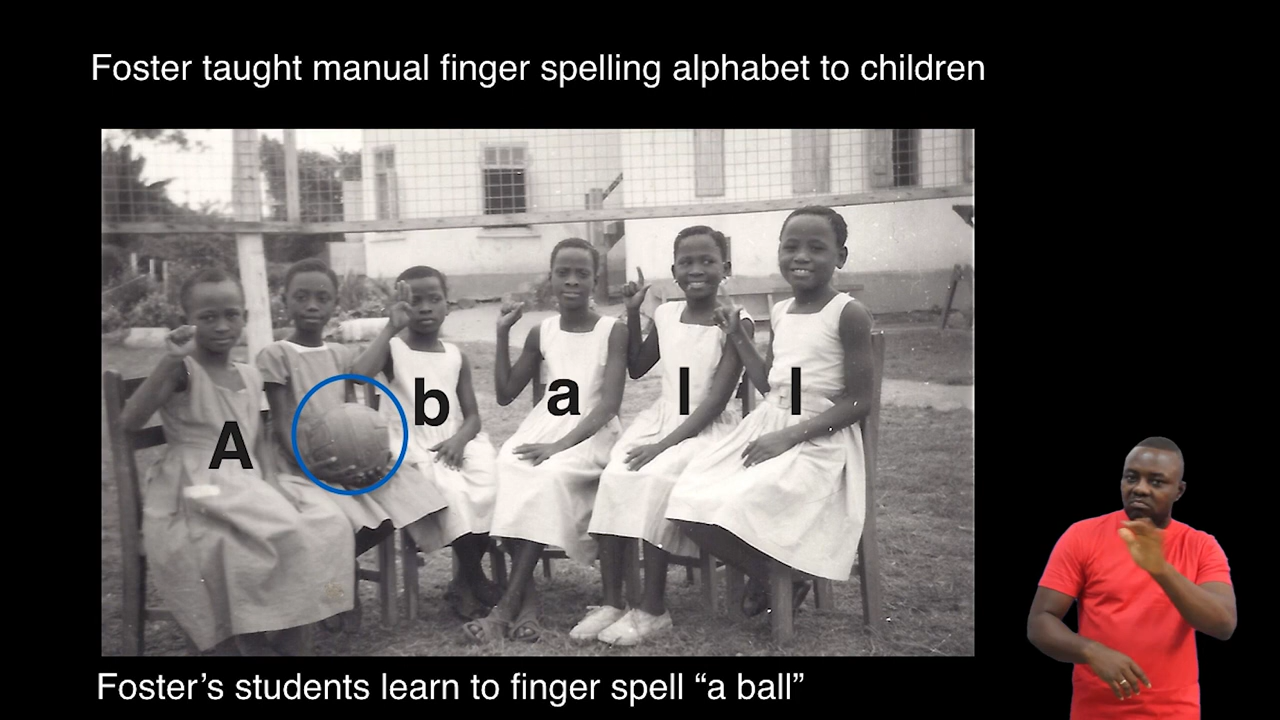 Foster taught manual finger spelling alphabet to children
A b a l l
Foster’s students learn to finger spell “a ball”